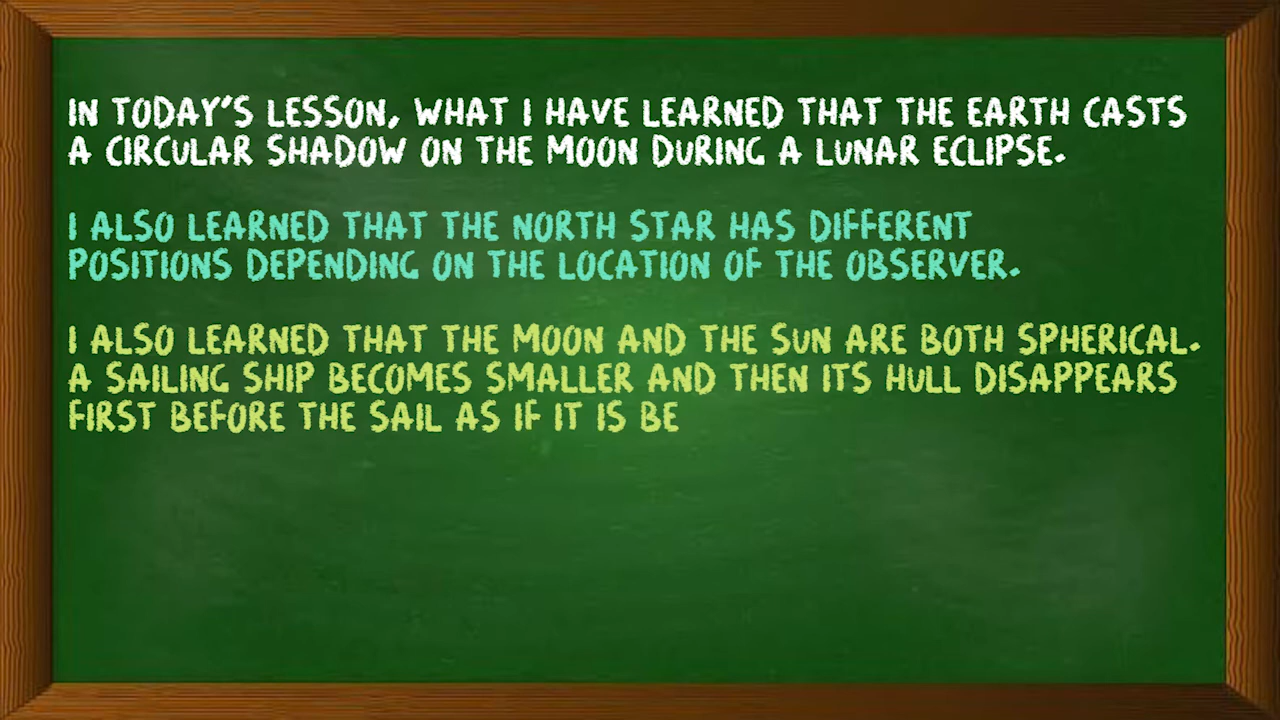 IN TODAY'S LESSON, WHAT I HAVE LEARNED THAT THE EARTH CASTS
A CIRCULAR SHADOW ON THE MOON DURING A LUNAR ECLIPSE.
I ALSO LEARNED THAT THE NORTH STAR HAS DIFFERENT
POSITIONS DEPENDING ON THE LOCATION OF THE OBSERVER.
I ALSO LEARNED THAT THE MOON AND THE SUN ARE BOTH SPHERICAL.
A SAILING SHIP BECOMES SMALLER AND THEN ITS HULL DISAPPEARS
FIRST BEFORE THE SAIL AS IF IT IS BE